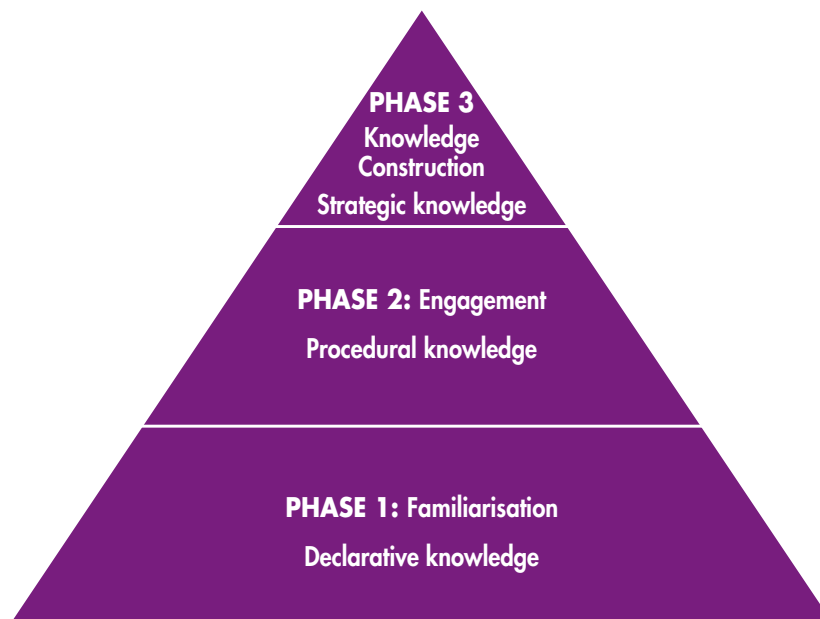 PHASE 3
Knowledge
Construction
Strategic knowledge
PHASE 2: Engagement
Procedural knowledge
PHASE 1: Familiarisation
Declarative knowledge